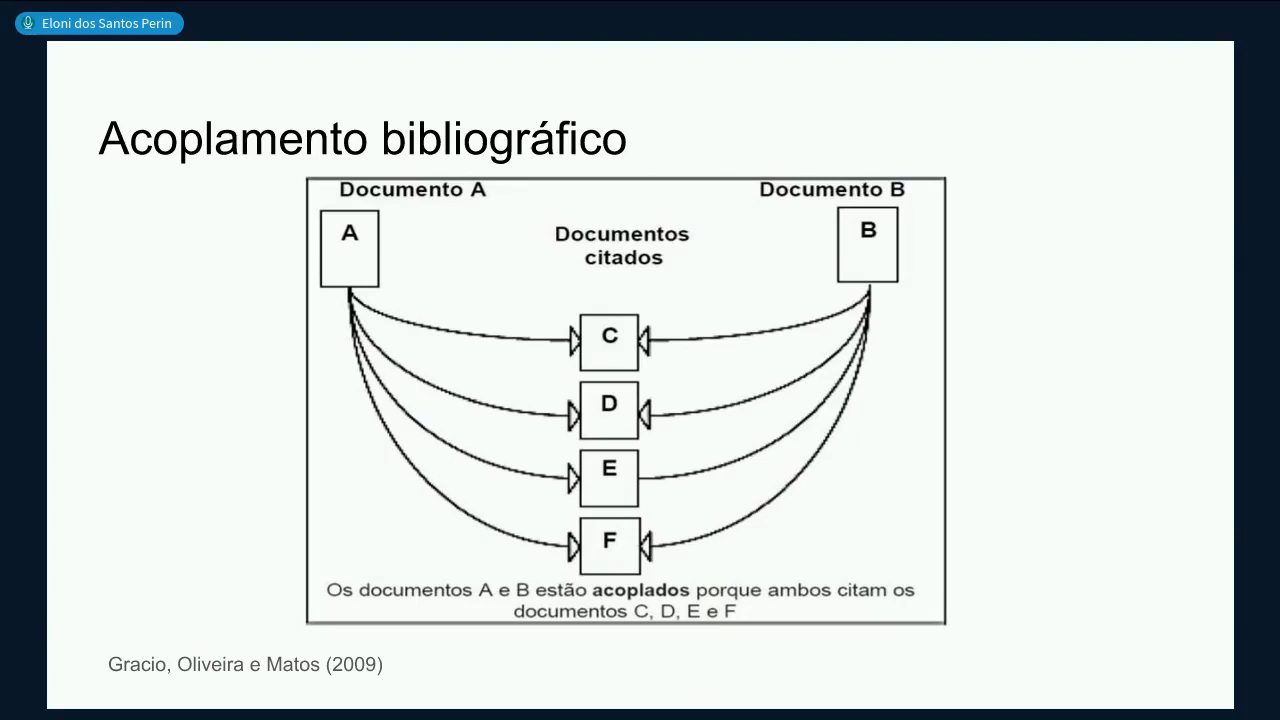 Eloni dos Santos Perin
Acoplamento bibliográfico
Documento A
Documento B
A
B
Documentos
citados
C
D
E
F
Os documentos A e B estão acoplados porque ambos citam os
documentos C, D, E e F
Gracio, Oliveira e Matos (2009)